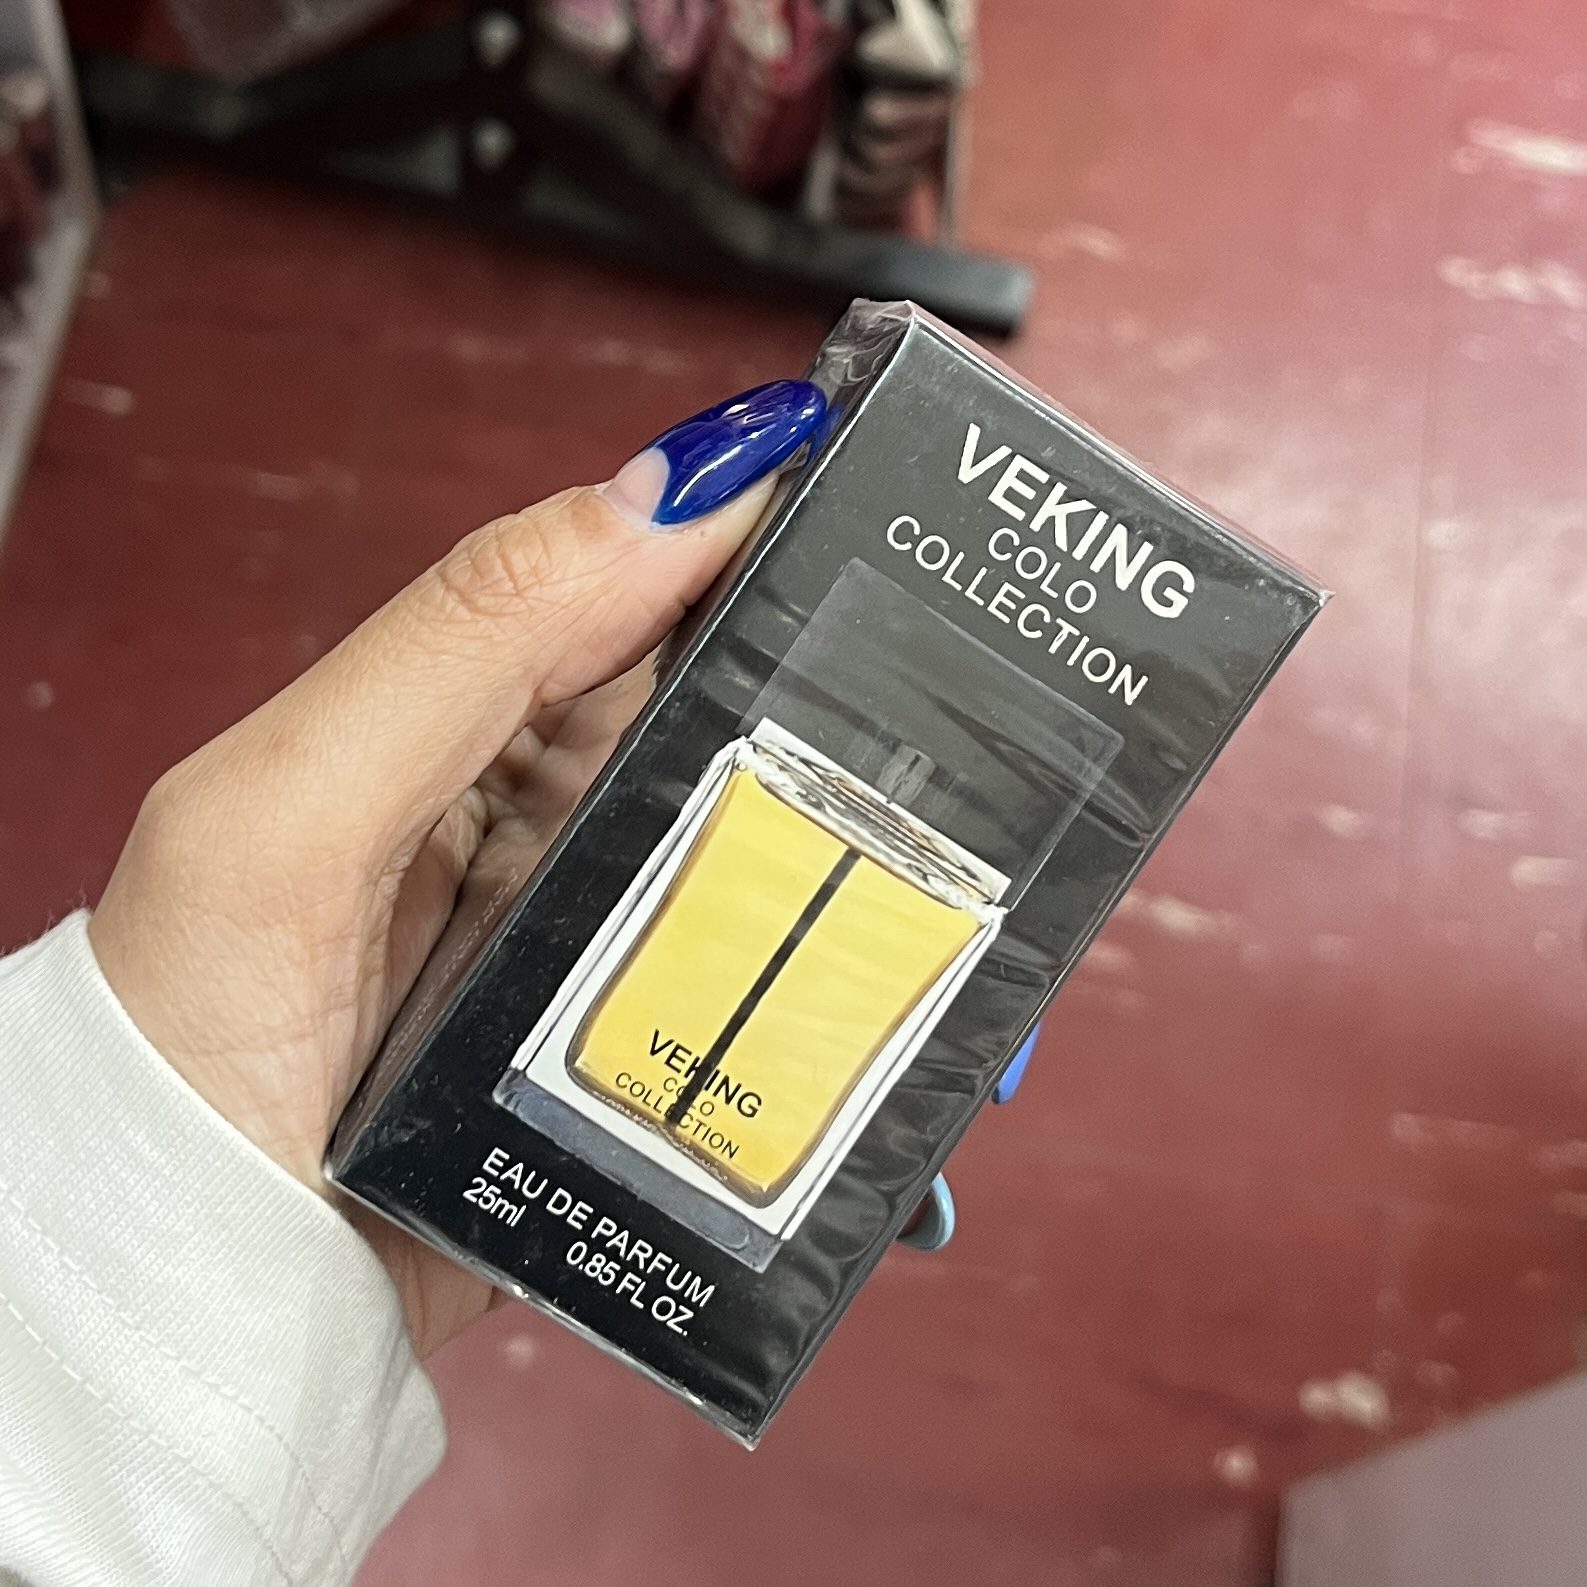 VEKING
COLO
COLLECTION
VEKING
COLO
COLLECTION
EAU DE PARFUM
25ml 0.85 FL OZ.